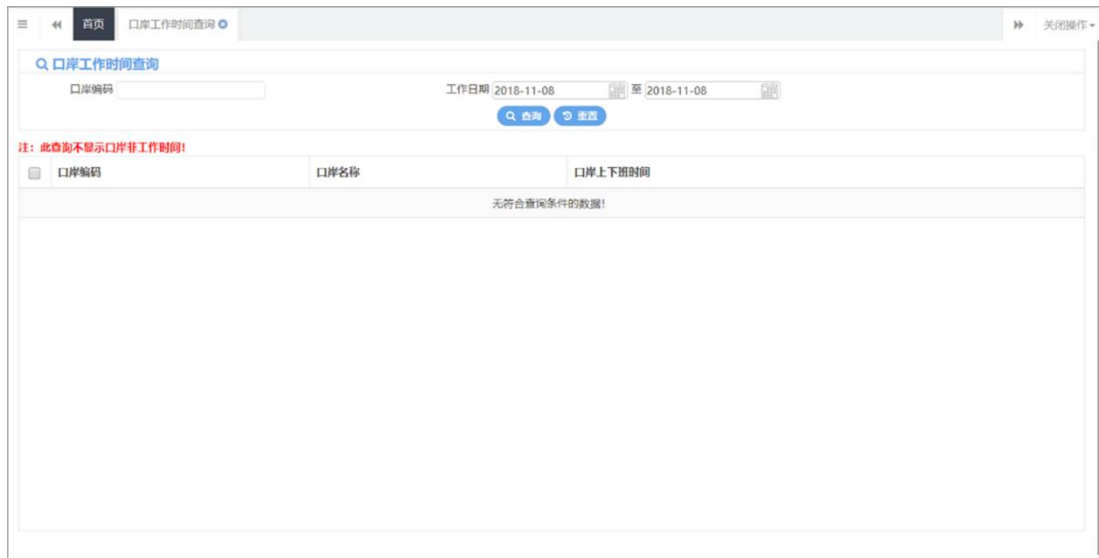 首页 口岸工作时间查询 关闭操作
口岸工作时间查询
口岸编码 工作日期 2018-11-08 至 2018-11-08
查询 重置
注：此查询不显示口岸非工作时间!
口岸编码 口岸名称 口岸上下班时间
无符合查询条件的数据!